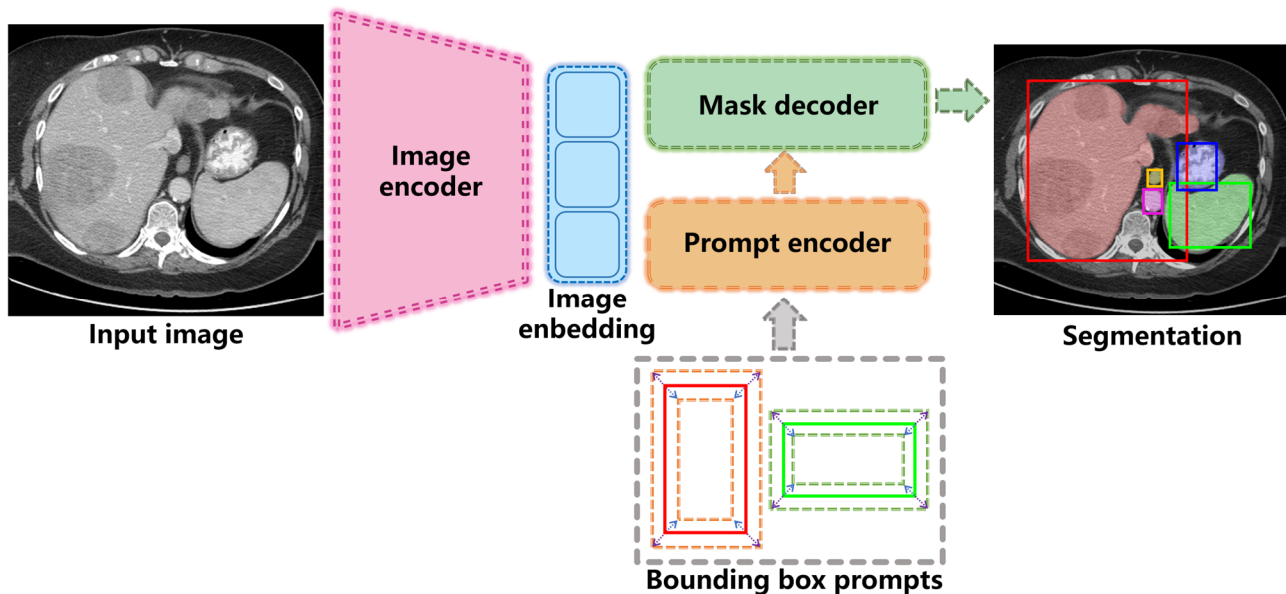 Input image
Image
encoder
Image
enbedding
Mask decoder
Prompt encoder
Bounding box prompts
Segmentation